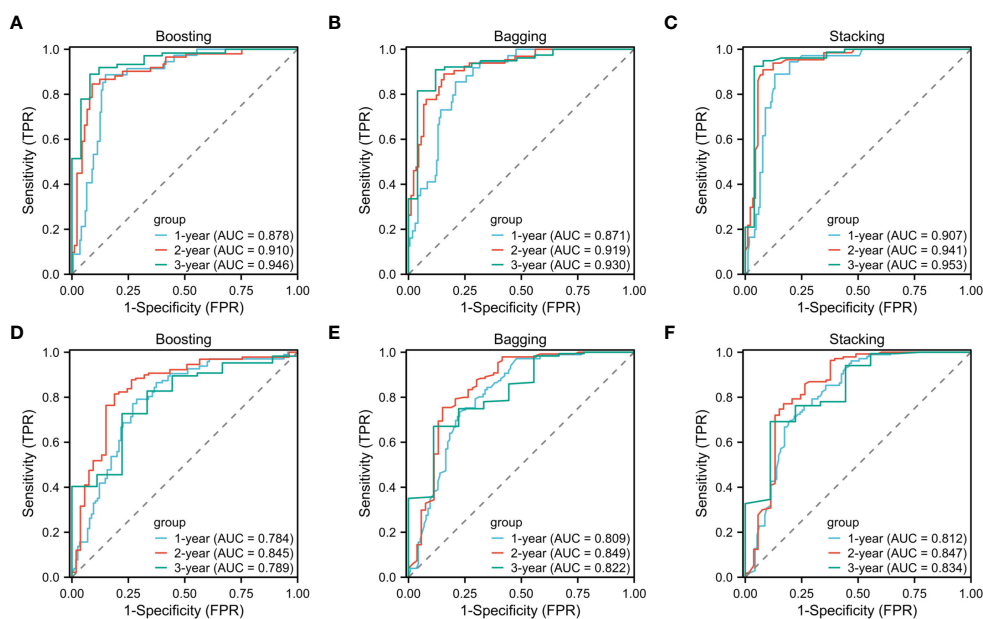 A
Boosting
1.0
0.8
0.6
0.4
0.2
0.0
Sensitivity (TPR)
group
1-year (AUC = 0.878)
2-year (AUC = 0.910)
3-year (AUC = 0.946)
0.00 0.25 0.50 0.75 1.00
1-Specificity (FPR)
B
Bagging
1.0
0.8
0.6
0.4
0.2
0.0
Sensitivity (TPR)
group
1-year (AUC = 0.871)
2-year (AUC = 0.919)
3-year (AUC = 0.930)
0.00 0.25 0.50 0.75 1.00
1-Specificity (FPR)
C
Stacking
1.0
0.8
0.6
0.4
0.2
0.0
Sensitivity (TPR)
group
1-year (AUC = 0.907)
2-year (AUC = 0.941)
3-year (AUC = 0.953)
0.00 0.25 0.50 0.75 1.00
1-Specificity (FPR)
D
Boosting
1.0
0.8
0.6
0.4
0.2
0.0
Sensitivity (TPR)
group
1-year (AUC = 0.784)
2-year (AUC = 0.845)
3-year (AUC = 0.789)
0.00 0.25 0.50 0.75 1.00
1-Specificity (FPR)
E
Bagging
1.0
0.8
0.6
0.4
0.2
0.0
Sensitivity (TPR)
group
1-year (AUC = 0.809)
2-year (AUC = 0.849)
3-year (AUC = 0.822)
0.00 0.25 0.50 0.75 1.00
1-Specificity (FPR)
F
Stacking
1.0
0.8
0.6
0.4
0.2
0.0
Sensitivity (TPR)
group
1-year (AUC = 0.812)
2-year (AUC = 0.847)
3-year (AUC = 0.834)
0.00 0.25 0.50 0.75 1.00
1-Specificity (FPR)